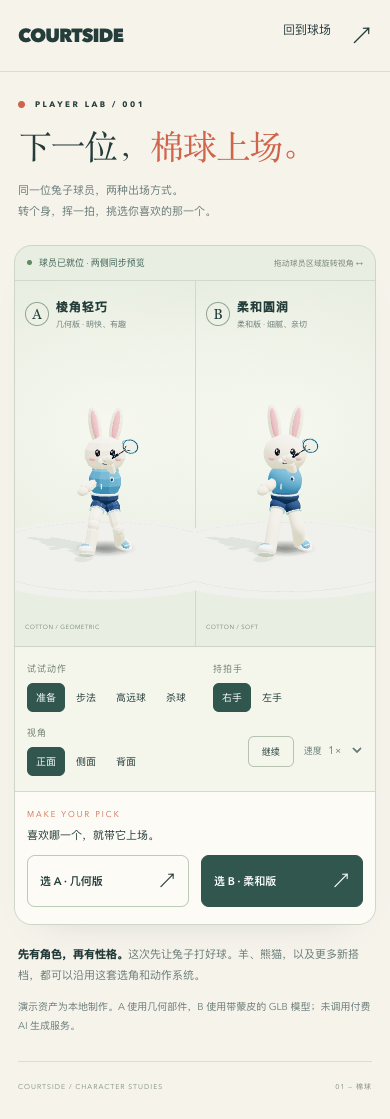 COURTSIDE
回到球场
PLAYER LAB / 001
下一位，棉球上场。
同一位兔子球员，两种出场方式。
转个身，挥一拍，挑选你喜欢的那一个。
球员已就位 · 两侧同步预览
拖动球员区域旋转视角 ↔
A
棱角轻巧
几何版 · 明快、有趣
B
柔和圆润
柔和版 · 细腻、亲切
COTTON / GEOMETRIC
COTTON / SOFT
试试动作
准备 步法 高远球 杀球
持拍手
右手 左手
视角
正面 侧面 背面
继续
速度 1×
MAKE YOUR PICK
喜欢哪一个，就带它上场。
选 A · 几何版
选 B · 柔和版
先有角色，再有性格。这次先让兔子打好球。羊、熊猫，以及更多新搭
档，都可以沿用这套选角和动作系统。
演示资产为本地制作。A 使用几何部件，B 使用带蒙皮的 GLB 模型；未调用付费
AI 生成服务。
COURTSIDE / CHARACTER STUDIES
01 — 棉球